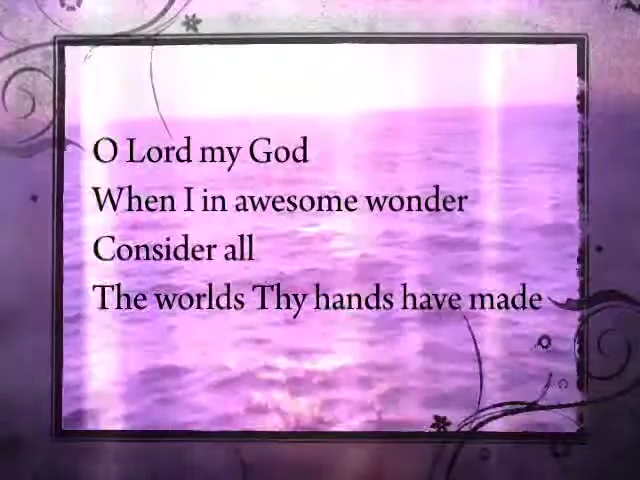 O Lord my God
When I in awesome wonder
Consider all
The worlds Thy hands have made